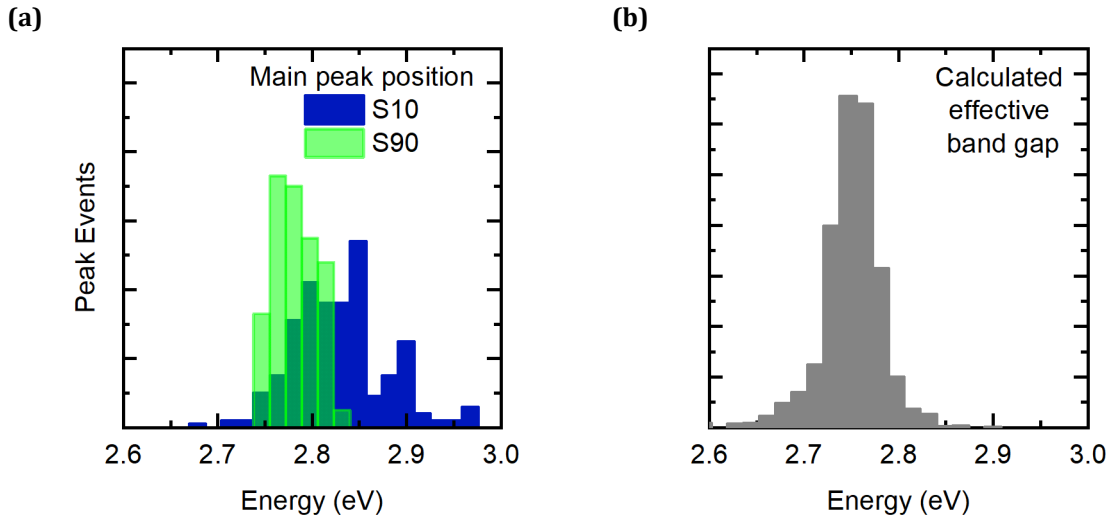 (a)
Main peak position
S10
S90
Peak Events
2.6 2.7 2.8 2.9 3.0
Energy (eV)
(b)
Calculated
effective
band gap
2.6 2.7 2.8 2.9 3.0
Energy (eV)